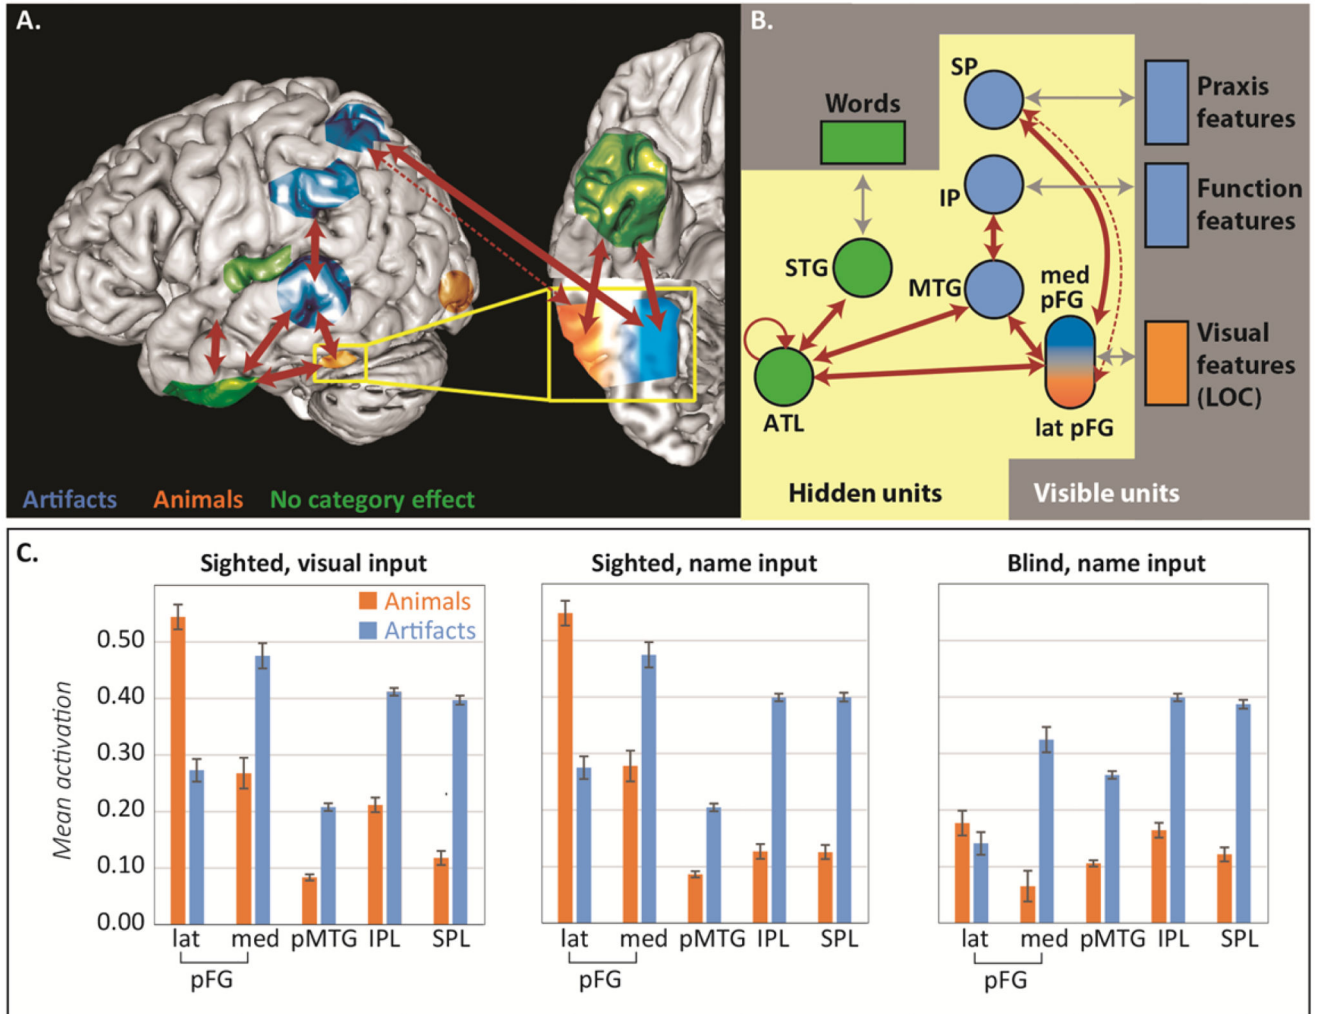 A.
Artifacts Animals No category effect
B.
SP
Words
Praxis
features
IP
Function
features
STG
MTG
med
pFG
Visual
features
(LOC)
ATL
lat pFG
Hidden units
Visible units
C.
Sighted, visual input
Sighted, name input
Blind, name input
Animals
Artifacts
Mean activation
0.50
0.40
0.30
0.20
0.10
0.00
lat med pMTG IPL SPL
pFG
lat med pMTG IPL SPL
pFG
lat med pMTG IPL SPL
pFG